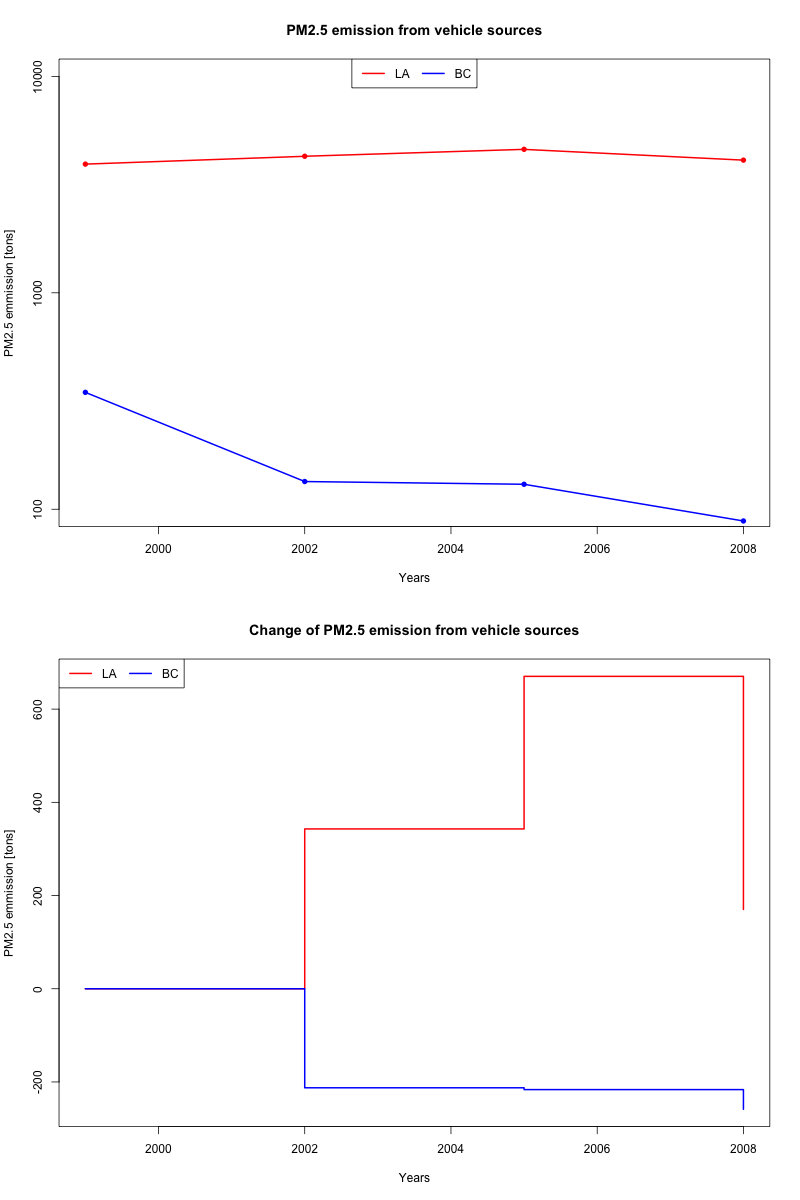 PM2.5 emission from vehicle sources
LA BC
10000
1000
100
PM2.5 emmission [tons]
2000 2002 2004 2006 2008
Years
Change of PM2.5 emission from vehicle sources
LA BC
600
400
200
0
-200
PM2.5 emmission [tons]
2000 2002 2004 2006 2008
Years